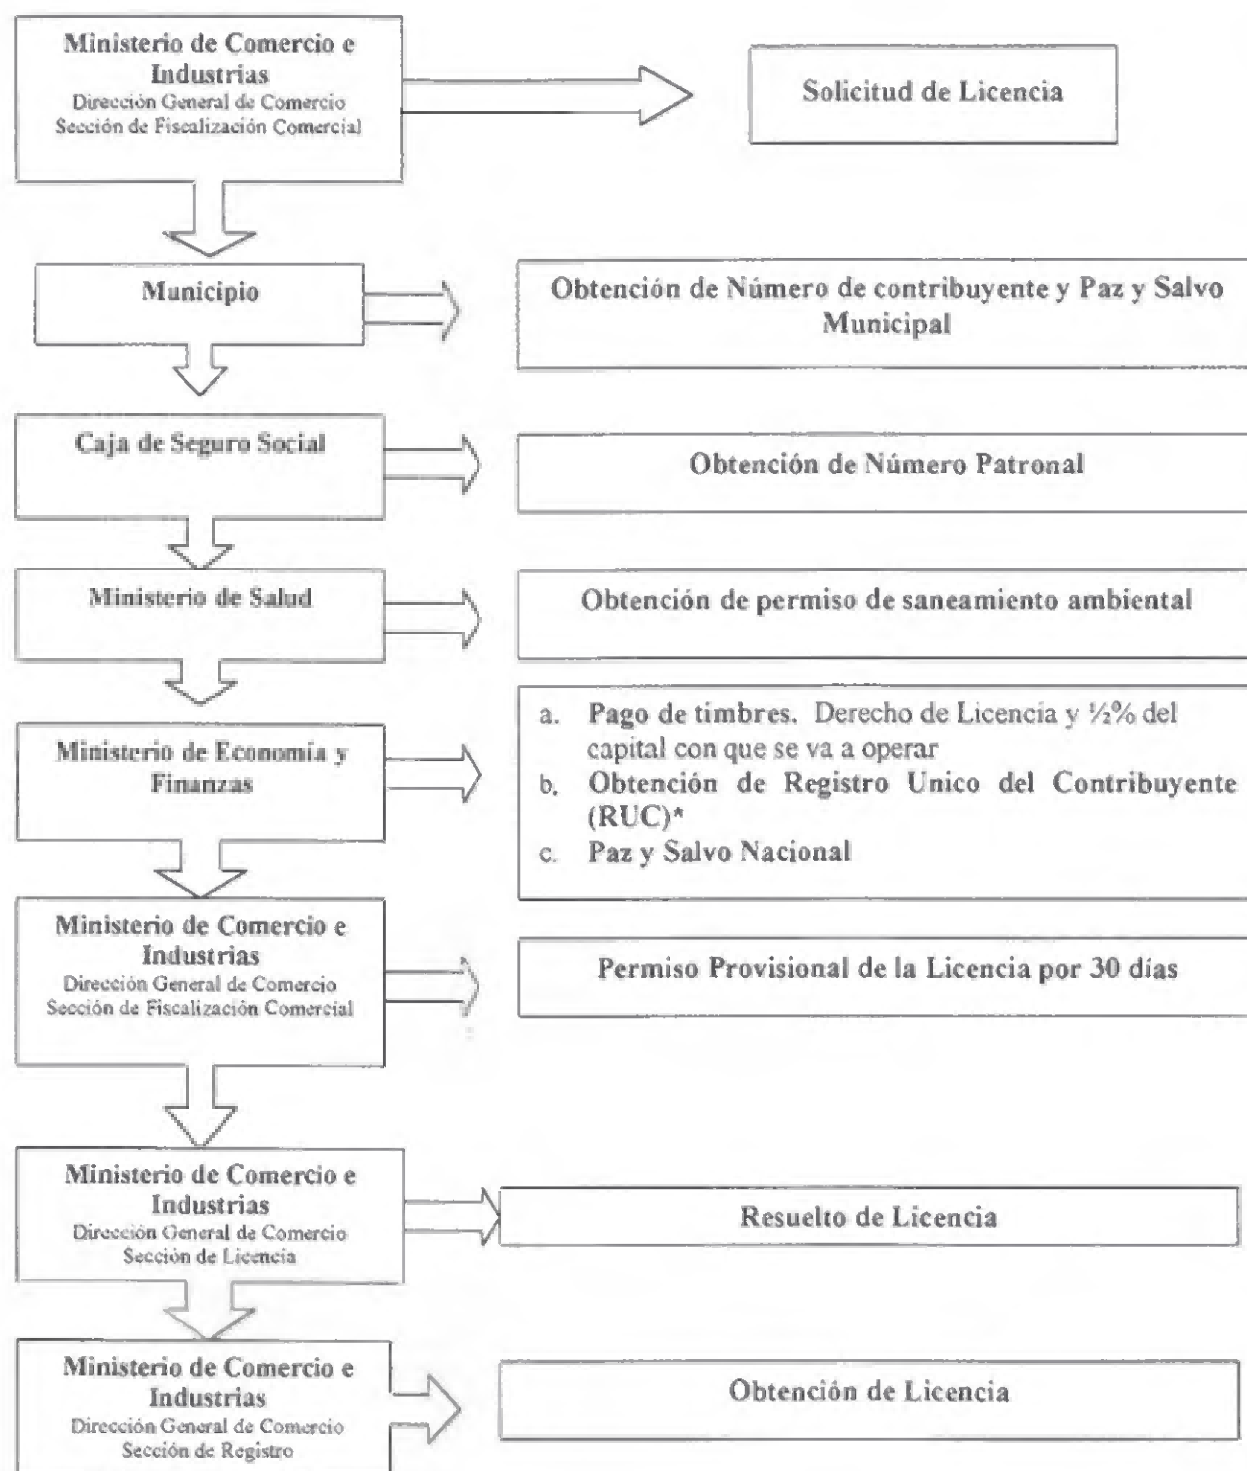 Ministerio de Comercio e
Industrias
Dirección General de Comercio
Sección de Fiscalización Comercial
Solicitud de Licencia
Municipio
Obtención de Número de contribuyente y Paz y Salvo
Municipal
Caja de Seguro Social
Obtención de Número Patronal
Ministerio de Salud
Obtención de permiso de saneamiento ambiental
Ministerio de Economía y
Finanzas
a. Pago de timbres. Derecho de Licencia y ½% del
capital con que se va a operar
b. Obtención de Registro Unico del Contribuyente
(RUC)*
c. Paz y Salvo Nacional
Ministerio de Comercio e
Industrias
Dirección General de Comercio
Sección de Fiscalización Comercial
Permiso Provisional de la Licencia por 30 días
Ministerio de Comercio e
Industrias
Dirección General de Comercio
Sección de Licencia
Resuelto de Licencia
Ministerio de Comercio e
Industrias
Dirección General de Comercio
Sección de Registro
Obtención de Licencia